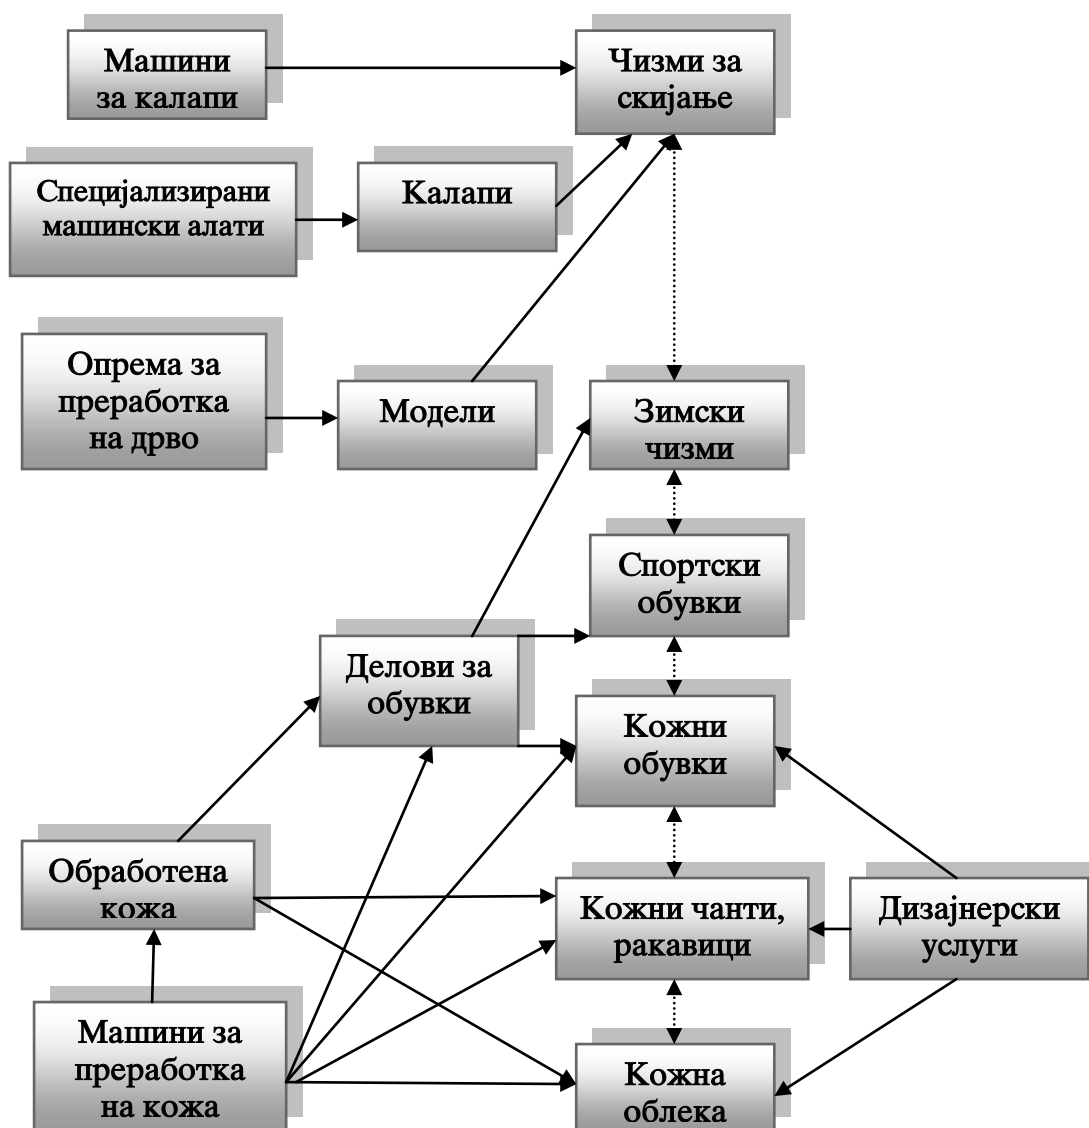 Машини
за калапи
Чизми за
скијање
Специјализирани
машински алати
Калапи
Опрема за
преработка
на дрво
Модели
Зимски
чизми
Спортски
обувки
Делови за
обувки
Кожни
обувки
Обработена
кожа
Кожни чанти,
ракавици
Дизајнерски
услуги
Машини за
преработка
на кожа
Кожна
облека